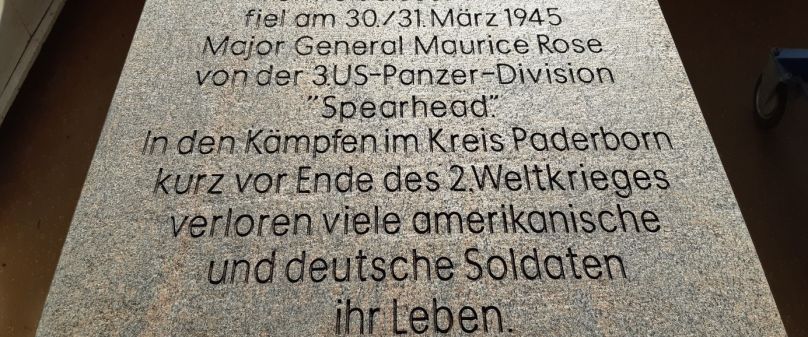 fiel am 30./31. März 1945
Major General Maurice Rose
von der 3.US-Panzer-Division
"Spearhead".
In den Kämpfen im Kreis Paderborn
kurz vor Ende des 2.Weltkrieges
verloren viele amerikanische
und deutsche Soldaten
ihr Leben.